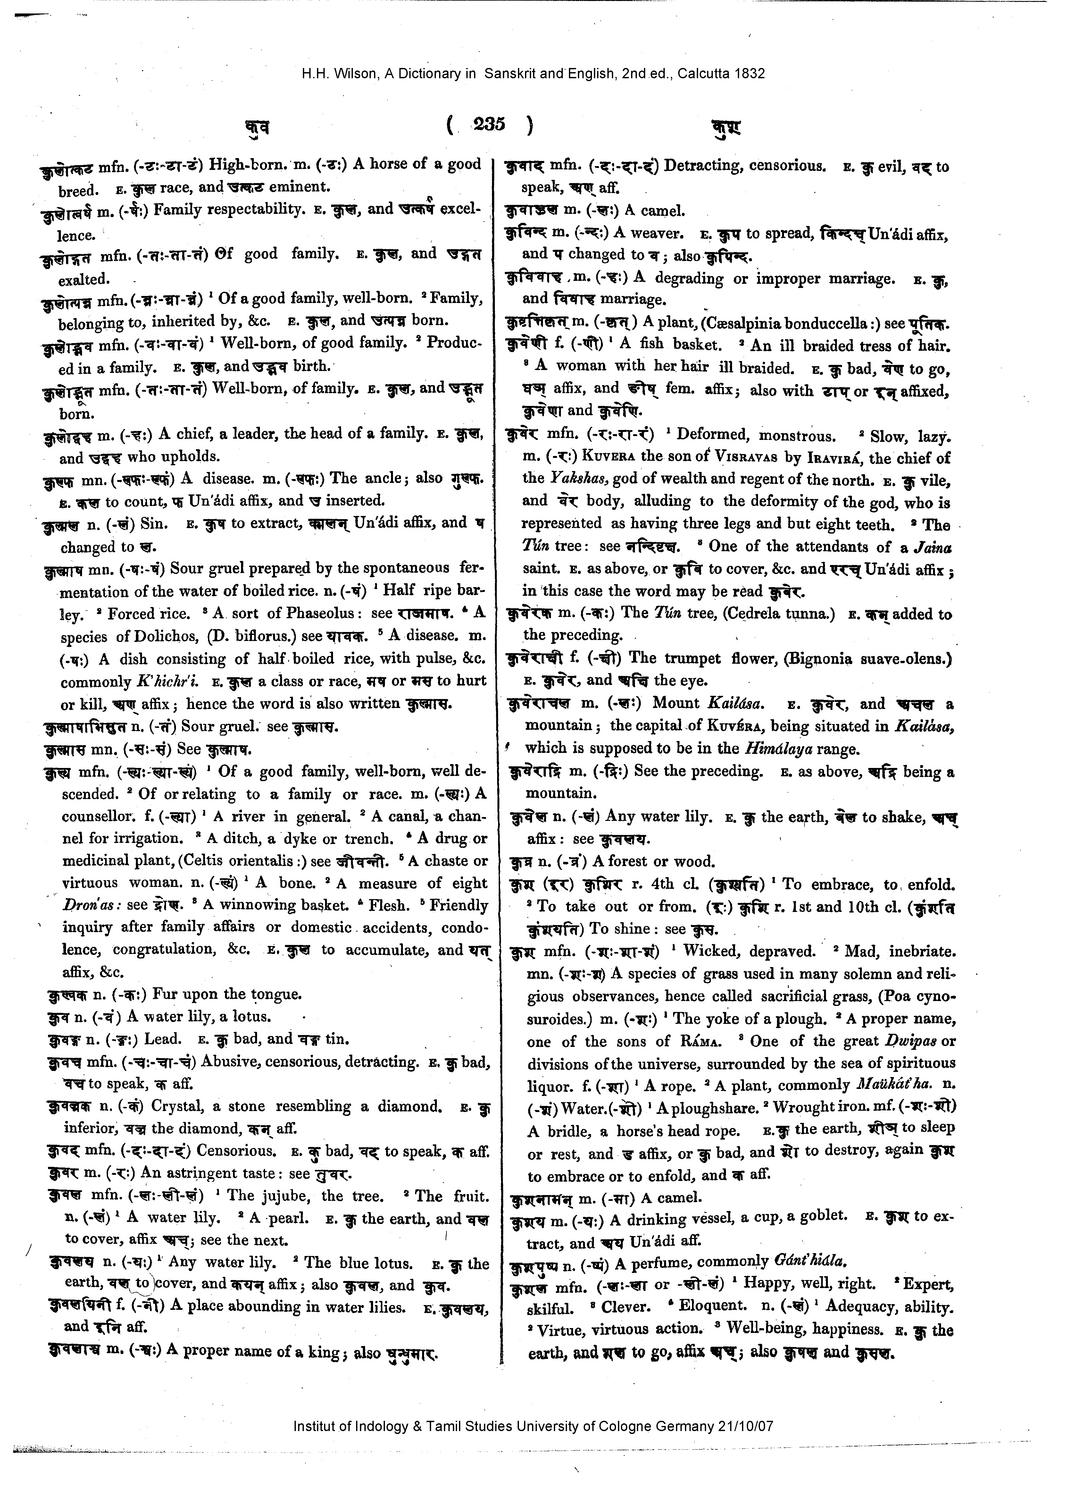 H.H. Wilson, A Dictionary in Sanskrit and English, 2nd ed., Calcutta 1832
कुव ( 235 ) कुश
कुलोत्कट mfn. (-टः-टा-टं) High-born. m. (-टः) A horse of a good
breed. E. कुल race, and उत्कट eminent.
कुलोत्कर्ष m. (-र्षः) Family respectability. E. कुल, and उत्कर्ष excel-
lence.
कुलोद्गत mfn. (-तः-ता-तं) Of good family. E. कुल, and उद्गत
exalted.
कुलोत्पन्न mfn. (-न्नः-न्ना-न्नं) ¹ Of a good family, well-born. ² Family,
belonging to, inherited by, &c. E. कुल, and उत्पन्न born.
कुलोद्भव mfn. (-वः-वा-वं) ¹ Well-born, of good family. ² Produc-
ed in a family. E. कुल, and उद्भव birth.
कुलोद्भूत mfn. (-तः-ता-तं) Well-born, of family. E. कुल, and उद्भूत
born.
कुलोद्वह m. (-हः) A chief, a leader, the head of a family. E. कुल,
and उद्वह who upholds.
कुल्फ mn. (-ल्फः-ल्फं) A disease. m. (-ल्फः) The ancle; also गुल्फ.
E. कल to count, फ Un'ádi affix, and उ inserted.
कुल्मल n. (-लं) Sin. E. कुष to extract, क्मलन् Un'ádi affix, and ष
changed to ल.
कुल्माष mn. (-षः-षं) Sour gruel prepared by the spontaneous fer-
mentation of the water of boiled rice. n. (-षं) ¹ Half ripe bar-
ley. ² Forced rice. ³ A sort of Phaseolus: see राजमाष. ⁴ A
species of Dolichos, (D. biflorus.) see यावक. ⁵ A disease. m.
(-षः) A dish consisting of half boiled rice, with pulse, &c.
commonly K'hichr'i. E. कुल a class or race, मष or मस to hurt
or kill, अण् affix; hence the word is also written कुल्मास.
कुल्माषाभिसुत n. (-तं) Sour gruel. see कुल्मास.
कुल्मास mn. (-सः-सं) See कुल्माष.
कुल्य mfn. (-ल्यः-ल्या-ल्यं) ¹ Of a good family, well-born, well de-
scended. ² Of or relating to a family or race. m. (-ल्यः) A
counsellor. f. (-ल्या) ¹ A river in general. ² A canal, a chan-
nel for irrigation. ³ A ditch, a dyke or trench. ⁴ A drug or
medicinal plant, (Celtis orientalis:) see जीवन्ती. ⁵ A chaste or
virtuous woman. n. (-ल्यं) ¹ A bone. ² A measure of eight
Dron'as: see द्रोण. ³ A winnowing basket. ⁴ Flesh. ⁵ Friendly
inquiry after family affairs or domestic accidents, condo-
lence, congratulation, &c. E. कुल to accumulate, and यत्
affix, &c.
कुल्वक n. (-कः) Fur upon the tongue.
कुव n. (-वं) A water lily, a lotus.
कुवङ्ग n. (-ङ्गः) Lead. E. कु bad, and वङ्ग tin.
कुवच mfn. (-चः-चा-चं) Abusive, censorious, detracting. E. कु bad,
वच to speak, क aff.
कुवज्रक n. (-कं) Crystal, a stone resembling a diamond. E. कु
inferior, वज्र the diamond, कन् aff.
कुवद mfn. (-दः-दा-दं) Censorious. E. कु bad, वद to speak, क aff.
कुवर m. (-रः) An astringent taste: see तुवर.
कुवल mfn. (-लः-ली-लं) ¹ The jujube, the tree. ² The fruit.
n. (-लं) ¹ A water lily. ² A pearl. E. कु the earth, and वल
to cover, affix अच्; see the next.
कुवलय n. (-यः) ¹ Any water lily. ² The blue lotus. E. कु the
earth, वल to cover, and कयन् affix; also कुवल, and कुव.
कुवलयिनी f. (-नी) A place abounding in water lilies. E. कुवलय,
and इनि aff.
कुवलाश्व m. (-श्वः) A proper name of a king; also धुन्धुमार.
कुवाद mfn. (-दः-दा-दं) Detracting, censorious. E. कु evil, वद to
speak, अण् aff.
कुवाहुल m. (-लः) A camel.
कुविन्द m. (-न्दः) A weaver. E. कुप to spread, किन्दच् Un'ádi affix,
and प changed to व; also कुपिन्द.
कुविवाह m. (-हः) A degrading or improper marriage. E. कु,
and विवाह marriage.
m. A plant, (Cæsalpinia bonduccella:) see पूतिक.
कुवेणी f. (-णी) ¹ A fish basket. ² An ill braided tress of hair.
³ A woman with her hair ill braided. E. कु bad, वेण to go,
घञ् affix, and ङीष् fem. affix; also with टाप् or इन् affixed,
कुवेणा and कुवेणि.
कुवेर mfn. (-रः-रा-रं) ¹ Deformed, monstrous. ² Slow, lazy.
m. (-रः) KUVERA the son of VISRAVAS by IRAVIRÁ, the chief of
the Yakshas, god of wealth and regent of the north. E. कु vile,
and वेर body, alluding to the deformity of the god, who is
represented as having three legs and but eight teeth. ² The
Tún tree: see नन्दिवृक्ष. ³ One of the attendants of a Jaina
saint. E. as above, or कुवि to cover, &c. and एरच् Un'ádi affix;
in this case the word may be read कुबेर.
कुवेरक m. (-कः) The Tún tree, (Cedrela tunna.) E. कन् added to
the preceding.
कुवेराक्षी f. (-क्षी) The trumpet flower, (Bignonia suave-olens.)
E. कुवेर, and अक्षि the eye.
कुवेराचल m. (-लः) Mount Kailása. E. कुवेर, and अचल a
mountain; the capital of KUVÉRA, being situated in Kailàsa,
which is supposed to be in the Himálaya range.
कुवेराद्रि m. (-द्रिः) See the preceding. E. as above, अद्रि being a
mountain.
कुवेल n. (-लं) Any water lily. E. कु the earth, वेल to shake, अच्
affix: see कुवलय.
कुव्र n. (-व्रं) A forest or wood.
कुश (इर) कुशिर r. 4th cl. (कुश्यति) ¹ To embrace, to enfold.
² To take out or from. (इः) कुशि r. 1st and 10th cl. (कुंशति
कुंशयति) To shine: see कुस.
कुश mfn. (-शः-शा-शं) ¹ Wicked, depraved. ² Mad, inebriate.
mn. (-शः-शं) A species of grass used in many solemn and reli-
gious observances, hence called sacrificial grass, (Poa cyno-
suroides.) m. (-शः) ¹ The yoke of a plough. ² A proper name,
one of the sons of RÁMA. ³ One of the great Dwipas or
divisions of the universe, surrounded by the sea of spirituous
liquor. f. (-शा) ¹ A rope. ² A plant, commonly Maükát'ha. n.
(-शं) Water. (-शी) ¹ A ploughshare. ² Wrought iron. mf. (-शः-शी)
A bridle, a horse's head rope. E. कु the earth, शीञ् to sleep
or rest, and ड affix, or कु bad, and शो to destroy, again कुश
to embrace or to enfold, and क aff.
कुशनामन् m. (-मा) A camel.
कुशय m. (-यः) A drinking vessel, a cup, a goblet. E. कुश to ex-
tract, and अय Un'ádi aff.
कुशपुष्प n. (-ष्पं) A perfume, commonly Gánt'hiála.
कुशल mfn. (-लः-ला or -ली-लं) ¹ Happy, well, right. ² Expert,
skilful. ³ Clever. ⁴ Eloquent. n. (-लं) ¹ Adequacy, ability.
² Virtue, virtuous action. ³ Well-being, happiness. E. कु the
earth, and शल to go, affix अच्; also कुषल and कुसल.
Institut of Indology & Tamil Studies University of Cologne Germany 21/10/07